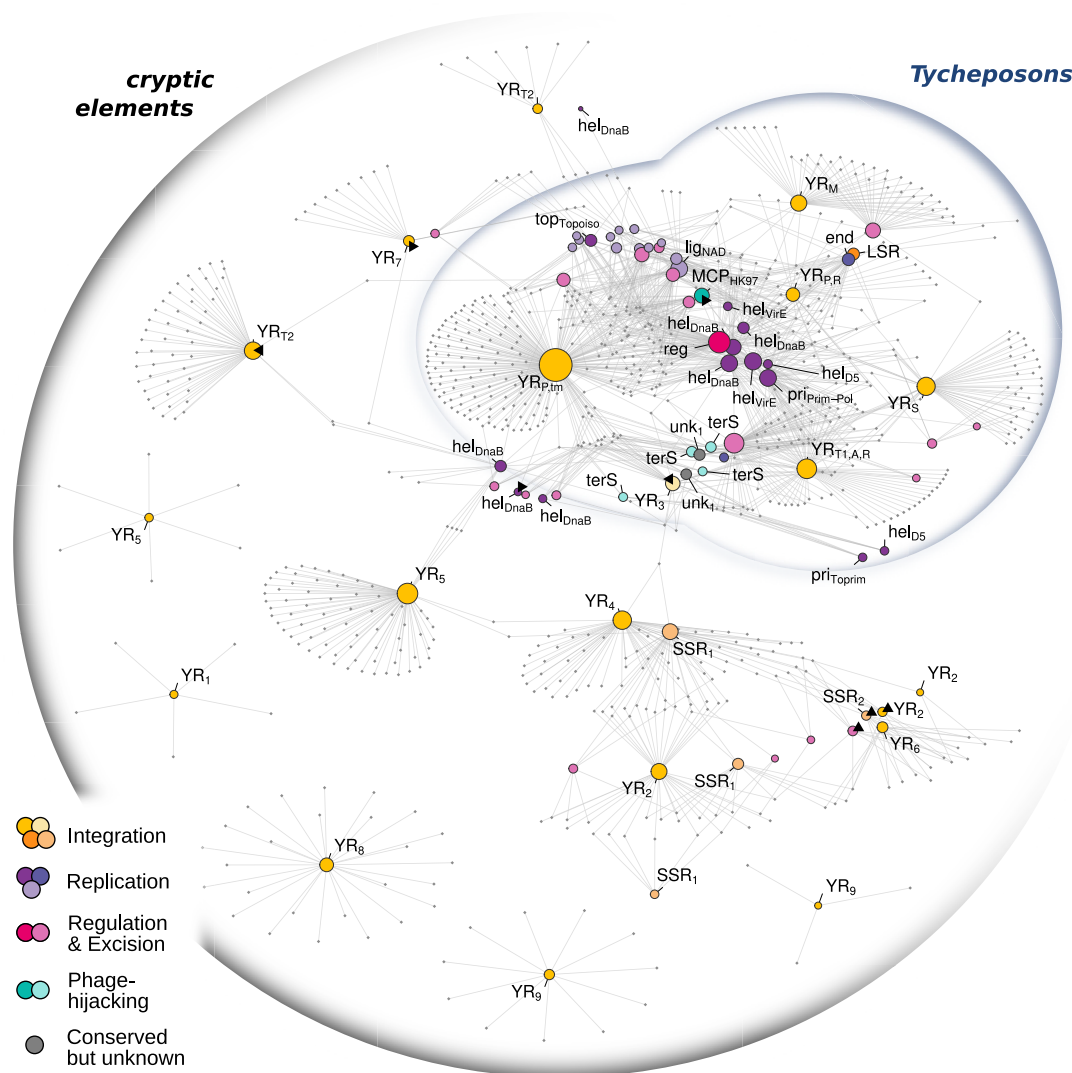 cryptic
elements
Tycheposons
YRT2
helDnaB
YRM
topTopoiso
end
LSR
YR7
ligNAD
MCPHK97
YRP,R
helVirE
helDnaB
helDnaB
YRT2
reg
helDnaB
helD5
YRP,tm
helVirE
priPrim–Pol
YRS
unk1
terS
helDnaB
terS
YRT1,A,R
terS
terS
YR3
unk1
helDnaB
helDnaB
YR5
helD5
priToprim
YR5
YR4
SSR1
YR1
YR2
SSR2
YR2
YR6
YR2
SSR1
Integration
YR8
SSR1
Replication
YR9
Regulation
& Excision
Phage-
hijacking
YR9
Conserved
but unknown